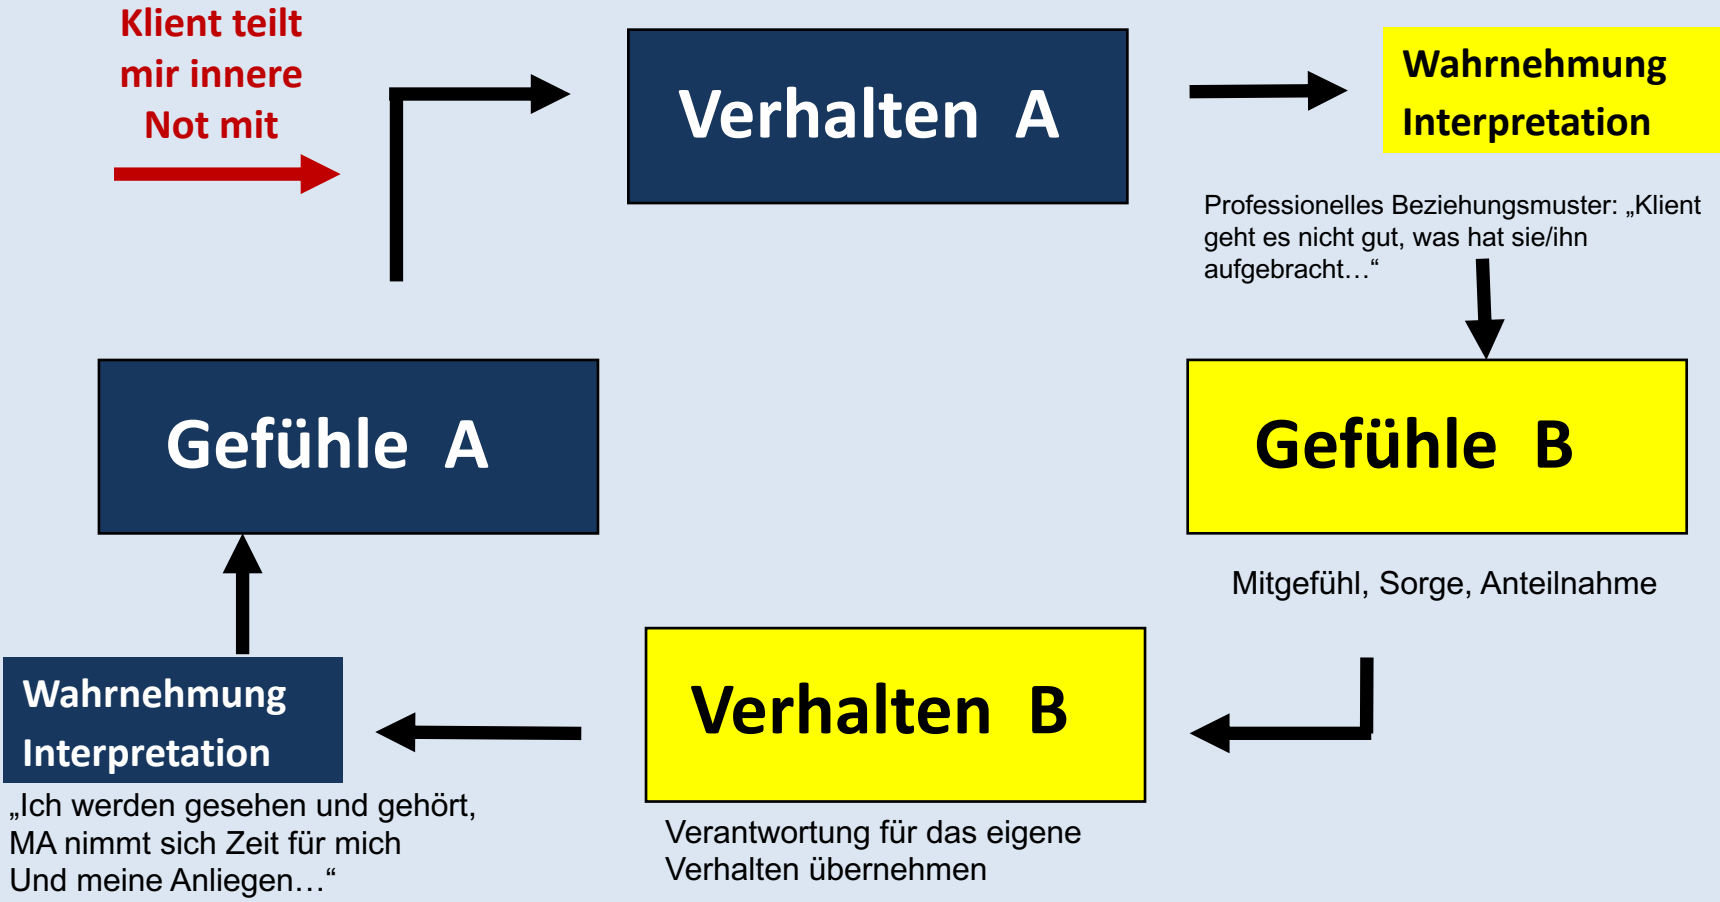 Klient teilt
mir innere
Not mit
Verhalten A
Wahrnehmung
Interpretation
Professionelles Beziehungsmuster: „Klient
geht es nicht gut, was hat sie/ihn
aufgebracht…“
Gefühle A
Gefühle B
Mitgefühl, Sorge, Anteilnahme
Wahrnehmung
Interpretation
„Ich werden gesehen und gehört,
MA nimmt sich Zeit für mich
Und meine Anliegen…“
Verhalten B
Verantwortung für das eigene
Verhalten übernehmen